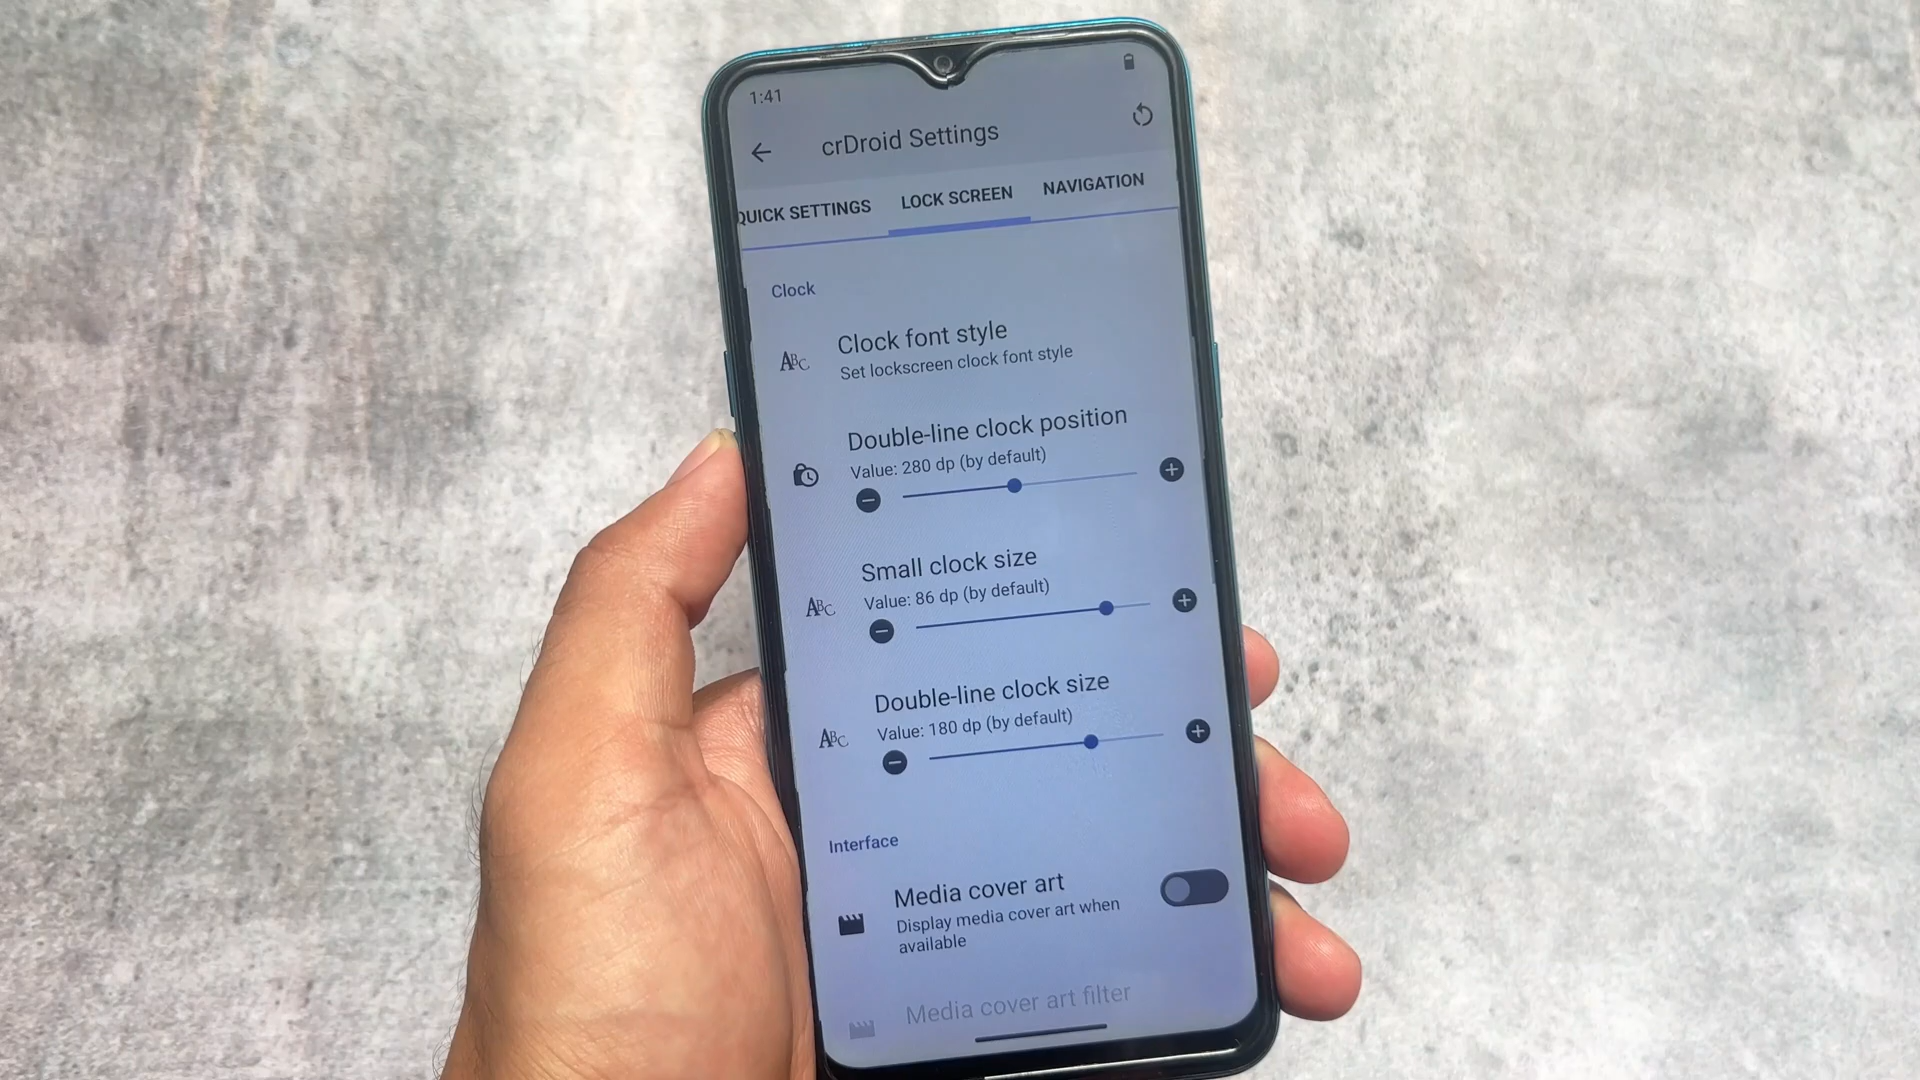 1:41
crDroid Settings
QUICK SETTINGS LOCK SCREEN NAVIGATION
Clock
ABC
Clock font style
Set lockscreen clock font style
Double-line clock position
Value: 280 dp (by default)
Small clock size
ABC
Value: 86 dp (by default)
Double-line clock size
ABC
Value: 180 dp (by default)
Interface
Media cover art
Display media cover art when
available
Media cover art filter